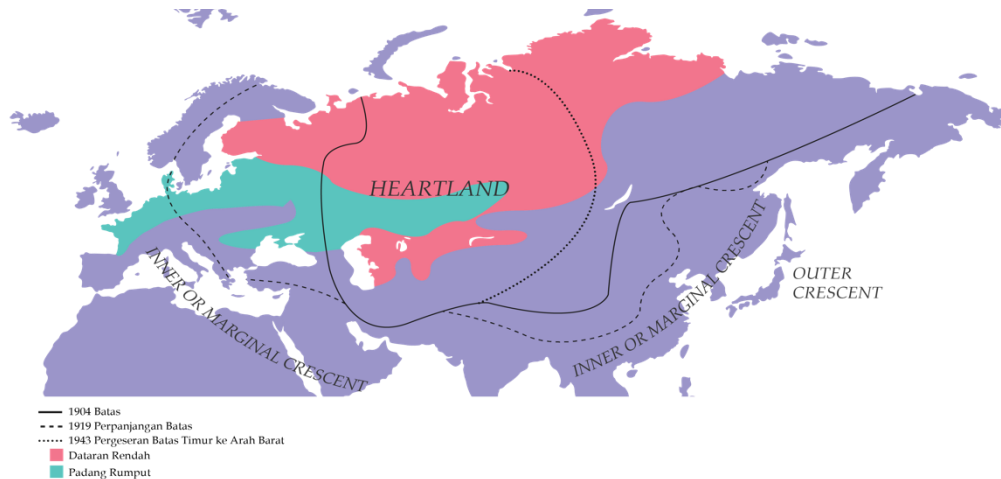 HEARTLAND
INNER OR MARGINAL CRESCENT
INNER OR MARGINAL CRESCENT
OUTER
CRESCENT
1904 Batas
1919 Perpanjangan Batas
1943 Pergeseran Batas Timur ke Arah Barat
Dataran Rendah
Padang Rumput